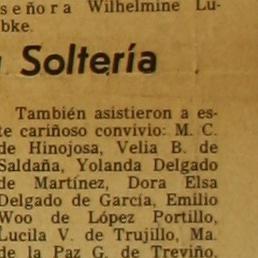 señora Wilhelmine Lu-
bke.
Soltería
También asistieron a es-
te cariñoso convivio: M. C.
de Hinojosa, Velia B. de
Saldaña, Yolanda Delgado
de Martínez, Dora Elsa
Delgado de García, Emilio
Woo de López Portillo,
Lucila V. de Trujillo, Ma.
de la Paz G. de Treviño,